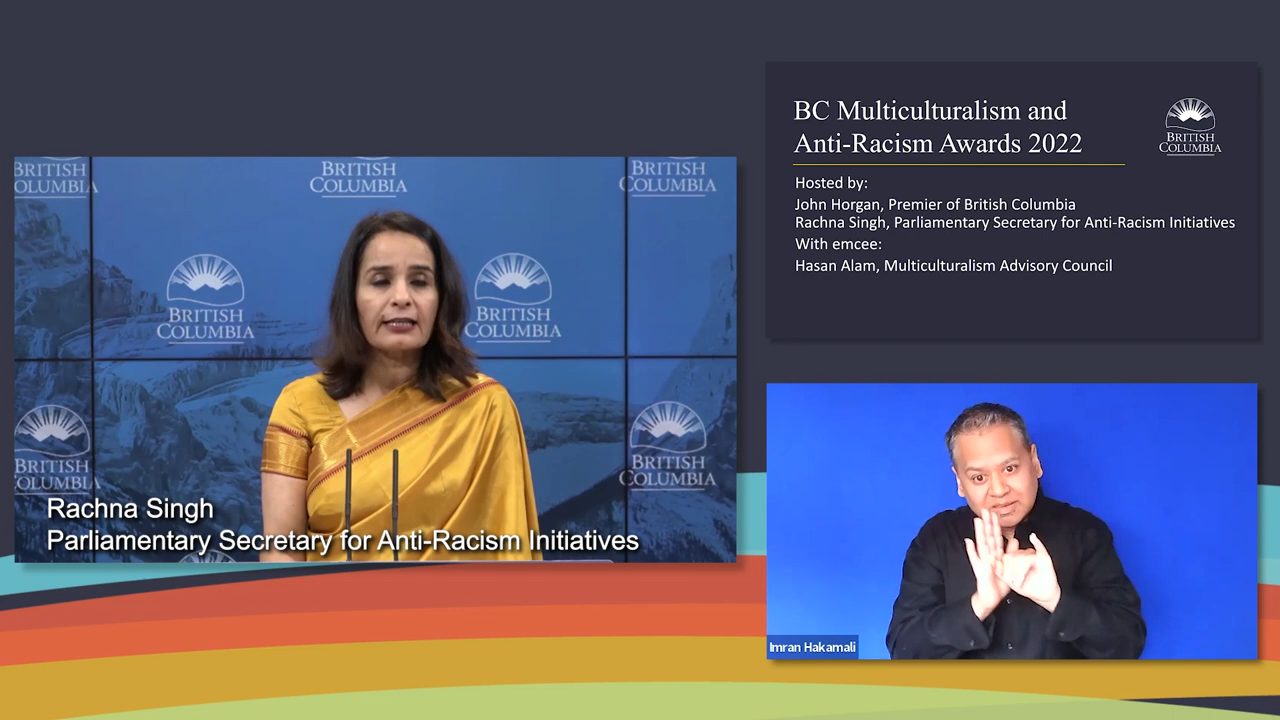 BRITISH
COLUMBIA
BRITISH
COLUMBIA
BRITISH
COLUMBIA
BRITISH
COLUMBIA
BRITISH
COLUMBIA
BRITISH
COLUMBIA
BRITISH
COLUMBIA
Rachna Singh
Parliamentary Secretary for Anti-Racism Initiatives
BC Multiculturalism and
Anti-Racism Awards 2022
BRITISH
COLUMBIA
Hosted by:
John Horgan, Premier of British Columbia
Rachna Singh, Parliamentary Secretary for Anti-Racism Initiatives
With emcee:
Hasan Alam, Multiculturalism Advisory Council
Imran Hakamali